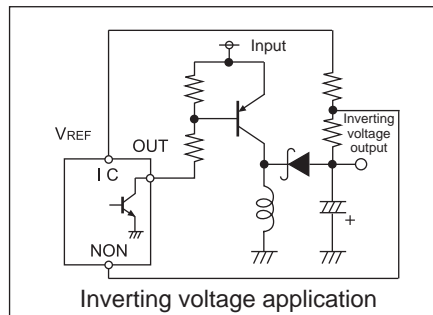 Input
Inverting
voltage
output
VREF
OUT
I C
NON
+
Inverting voltage application